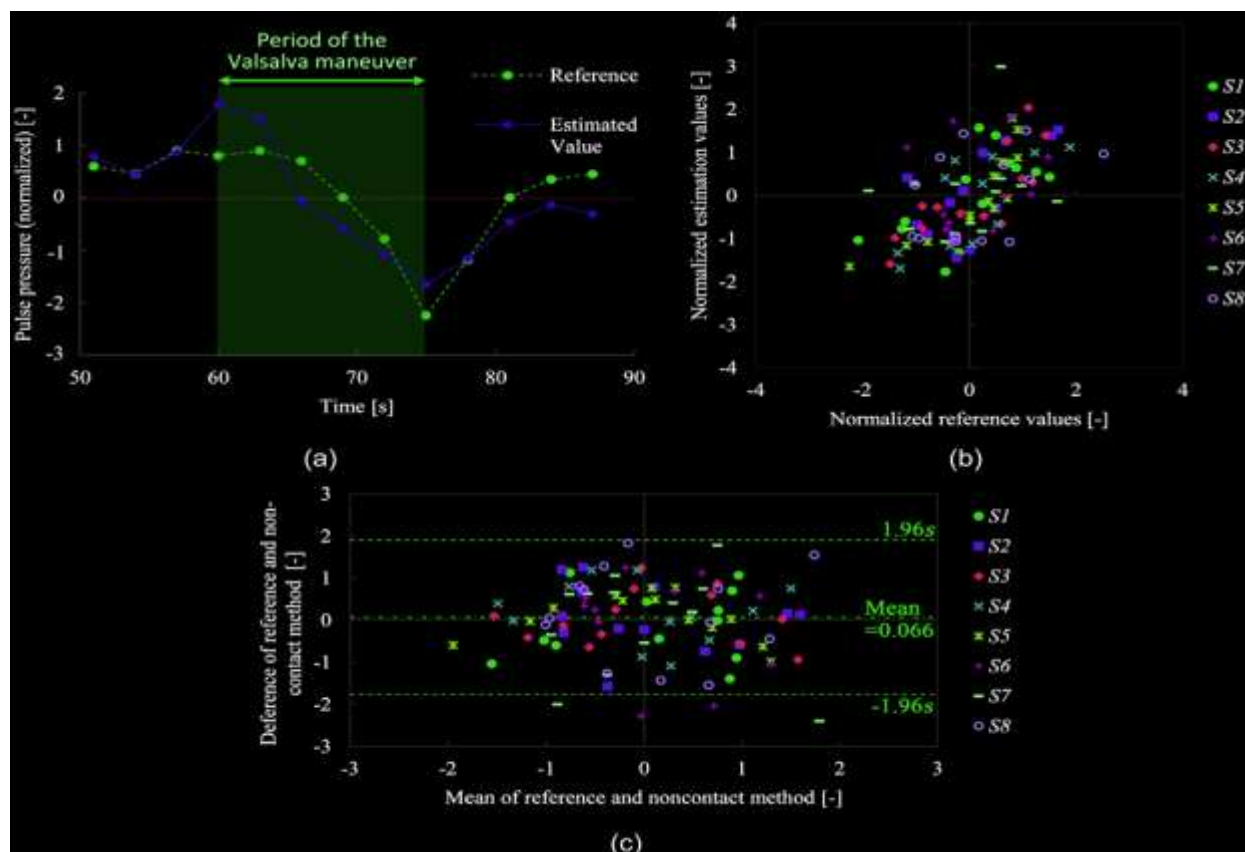 Period of the
Valsalva maneuver
Reference
Estimated
Value
Pulse pressure (normalized) [-]
2
1
0
-1
-2
-3
50
60
70
80
90
Time [s]
(a)
Normalized estimation values [-]
4
3
2
1
0
-1
-2
-3
-4
-4
-2
0
2
4
Normalized reference values [-]
S1
S2
S3
S4
S5
S6
S7
S8
(b)
Deference of reference and non-
contact method [-]
3
2
1
0
-1
-2
-3
-3
-2
-1
0
1
2
3
1.96s
Mean
=0.066
-1.96s
Mean of reference and noncontact method [-]
S1
S2
S3
S4
S5
S6
S7
S8
(c)